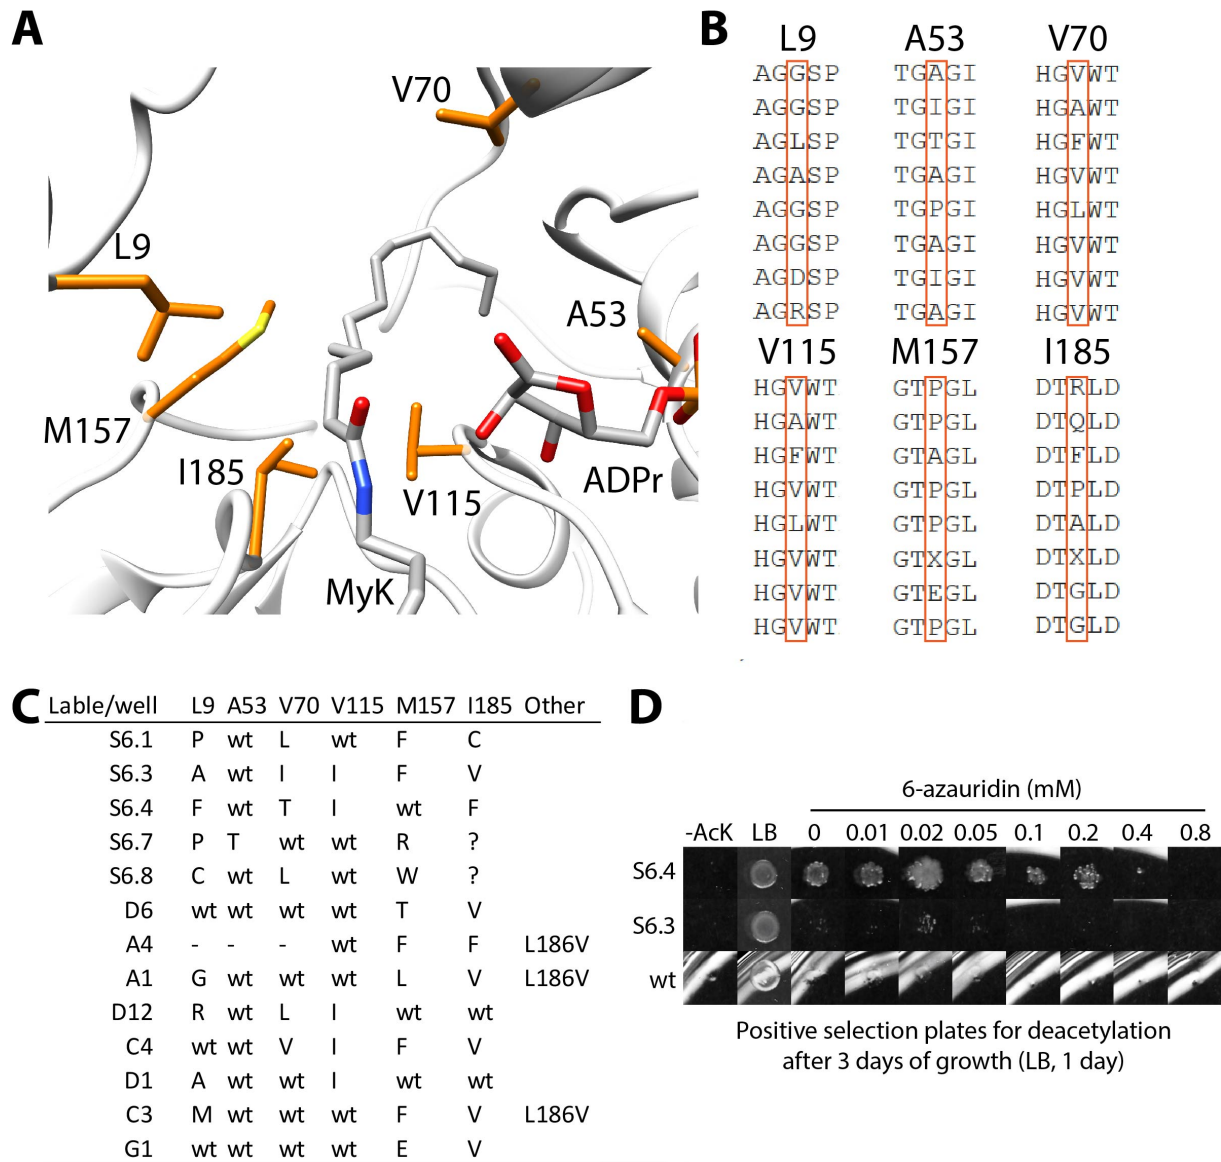 A
V70
L9
A53
M157
I185
V115
ADPr
MyK
B
L9 A53 V70
AGGSP TGAGI HGVWT
AGGSP TGIGI HGAWT
AGLSP TGTGI HGFWT
AGASP TGAGI HGVWT
AGGSP TGPGI HGLWT
AGGSP TGAGI HGVWT
AGDSP TGIGI HGVWT
AGRSP TGAGI HGVWT
V115 M157 I185
HGVWT GTPGL DTRLD
HGAWT GTPGL DTQLD
HGFWT GTAGL DTFLD
HGVWT GTPGL DTPLD
HGLWT GTPGL DTALD
HGVWT GTXGL DTXLD
HGVWT GTEGL DTGLD
HGVWT GTPGL DTGLD
C
Lable/well L9 A53 V70 V115 M157 I185 Other
S6.1 P wt L wt F C
S6.3 A wt I I F V
S6.4 F wt T I wt F
S6.7 P T wt wt R ?
S6.8 C wt L wt W ?
D6 wt wt wt wt T V
A4 - - - wt F F L186V
A1 G wt wt wt L V L186V
D12 R wt L I wt wt
C4 wt wt V I F V
D1 A wt wt I wt wt
C3 M wt wt wt F V L186V
G1 wt wt wt wt E V
D
6-azauridin (mM)
-AcK LB 0 0.01 0.02 0.05 0.1 0.2 0.4 0.8
S6.4
S6.3
wt
Positive selection plates for deacetylation
after 3 days of growth (LB, 1 day)